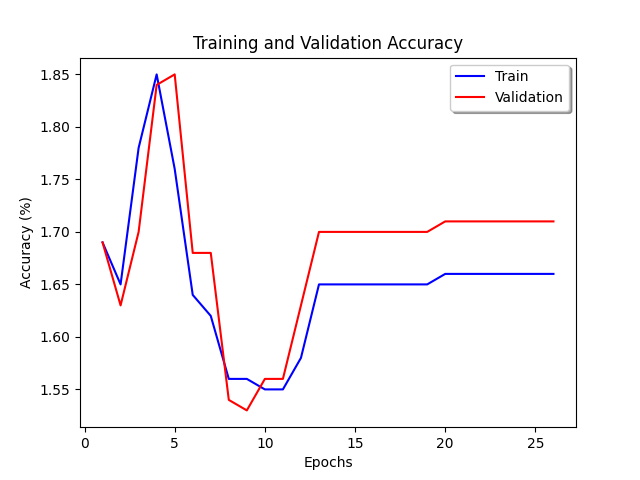 Training and Validation Accuracy
Train
Validation
Accuracy (%)
1.85
1.80
1.75
1.70
1.65
1.60
1.55
0 5 10 15 20 25
Epochs